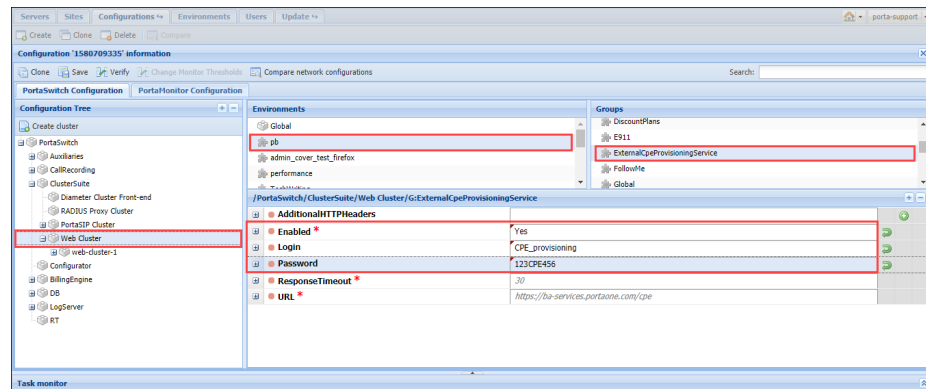 Servers Sites Configurations Environments Users Update porta-support
Create Clone Delete Compare
Configuration '1580709335' information
Clone Save Verify Change Monitor Thresholds Compare network configurations Search:
PortaSwitch Configuration PortaMonitor Configuration
Configuration Tree
Create cluster
PortaSwitch
Auxiliaries
CallRecording
ClusterSuite
Diameter Cluster Front-end
RADIUS Proxy Cluster
PortaSIP Cluster
Web Cluster
web-cluster-1
Configurator
BillingEngine
DB
LogServer
RT
Environments
Global
pb
admin_cover_test_firefox
performance
TechWriting
Groups
DiscountPlans
E911
ExternalCpeProvisioningService
FollowMe
Global
/PortaSwitch/ClusterSuite/Web Cluster/G:ExternalCpeProvisioningService
AdditionalHTTPHeaders
Enabled * Yes
Login CPE_provisioning
Password 123CPE456
ResponseTimeout * 30
URL * https://ba-services.portaone.com/cpe
Task monitor